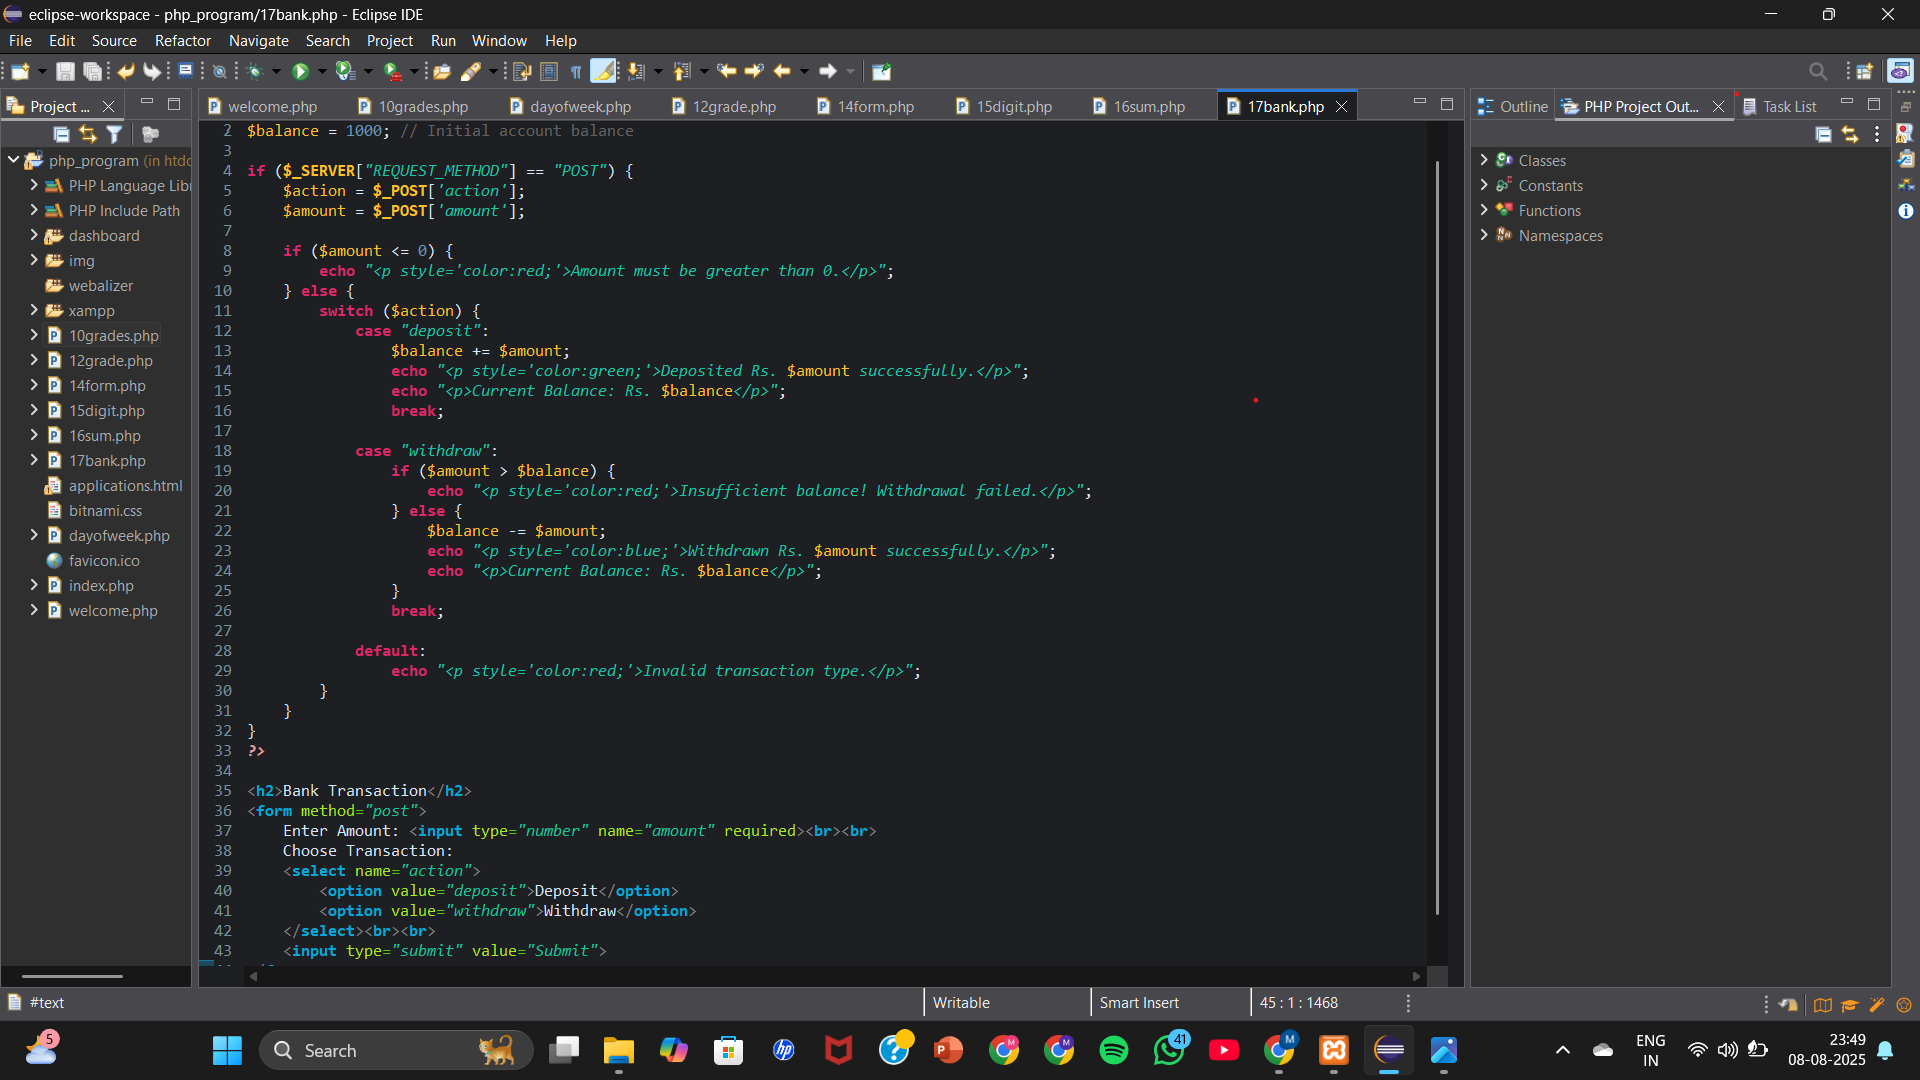 eclipse-workspace - php_program/17bank.php - Eclipse IDE
File Edit Source Refactor Navigate Search Project Run Window Help
Project ...
welcome.php 10grades.php dayofweek.php 12grade.php 14form.php 15digit.php 16sum.php 17bank.php
Outline PHP Project Out... Task List
php_program (in htdo
PHP Language Libr
PHP Include Path
dashboard
img
webalizer
xampp
10grades.php
12grade.php
14form.php
15digit.php
16sum.php
17bank.php
applications.html
bitnami.css
dayofweek.php
favicon.ico
index.php
welcome.php
2 $balance = 1000; // Initial account balance
3
4 if ($_SERVER["REQUEST_METHOD"] == "POST") {
5     $action = $_POST['action'];
6     $amount = $_POST['amount'];
7
8     if ($amount <= 0) {
9         echo "<p style='color:red;'>Amount must be greater than 0.</p>";
10     } else {
11         switch ($action) {
12             case "deposit":
13                 $balance += $amount;
14                 echo "<p style='color:green;'>Deposited Rs. $amount successfully.</p>";
15                 echo "<p>Current Balance: Rs. $balance</p>";
16                 break;
17
18             case "withdraw":
19                 if ($amount > $balance) {
20                     echo "<p style='color:red;'>Insufficient balance! Withdrawal failed.</p>";
21                 } else {
22                     $balance -= $amount;
23                     echo "<p style='color:blue;'>Withdrawn Rs. $amount successfully.</p>";
24                     echo "<p>Current Balance: Rs. $balance</p>";
25                 }
26                 break;
27
28             default:
29                 echo "<p style='color:red;'>Invalid transaction type.</p>";
30         }
31     }
32 }
33 ?>
34
35 <h2>Bank Transaction</h2>
36 <form method="post">
37     Enter Amount: <input type="number" name="amount" required><br><br>
38     Choose Transaction:
39     <select name="action">
40         <option value="deposit">Deposit</option>
41         <option value="withdraw">Withdraw</option>
42     </select><br><br>
43     <input type="submit" value="Submit">
Classes
Constants
Functions
Namespaces
#text
Writable
Smart Insert
45 : 1 : 1468
5
Search
41
ENG
IN
23:49
08-08-2025